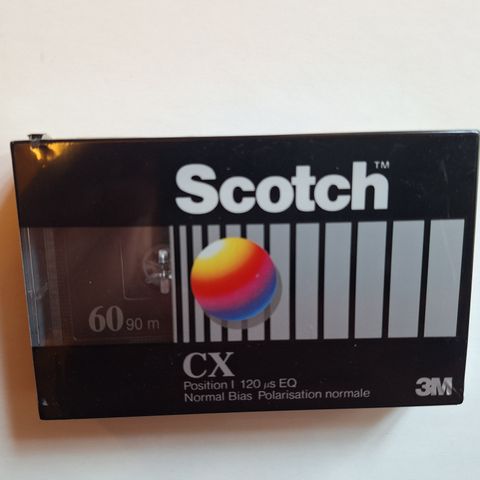 Scotch™
60 90 m
CX
Position I 120 µs EQ
Normal Bias Polarisation normale
3M